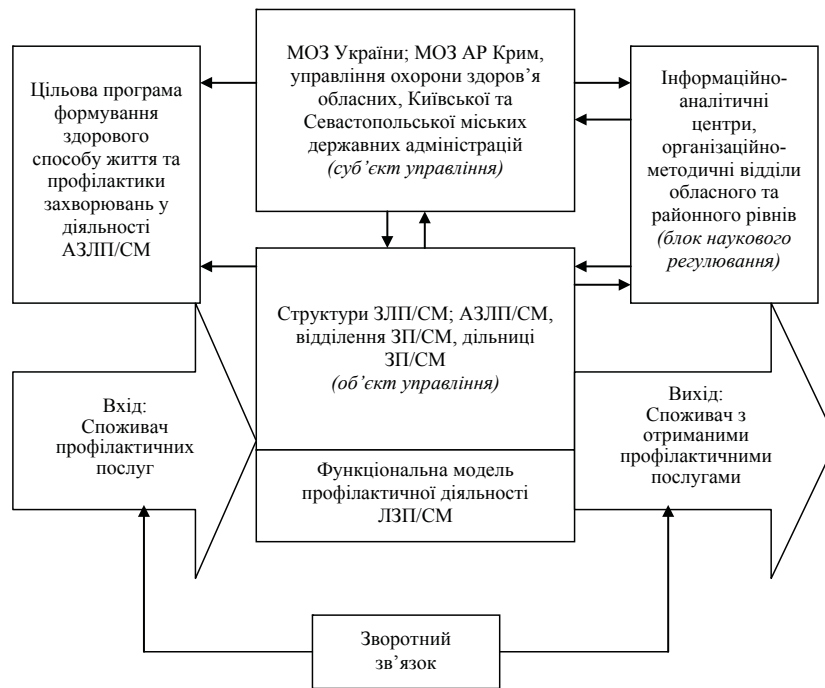 Цільова програма
формування
здорового
способу життя та
профілактики
захворювань у
діяльності
АЗЛП/СМ
МОЗ України; МОЗ АР Крим,
управління охорони здоров’я
обласних, Київської та
Севастопольської міських
державних адміністрацій
(суб’єкт управління)
Інформаційно-
аналітичні
центри,
організаційно-
методичні відділи
обласного та
районного рівнів
(блок наукового
регулювання)
Структури ЗЛП/СМ; АЗЛП/СМ,
відділення ЗП/СМ, дільниці
ЗП/СМ
(об’єкт управління)
Вхід:
Споживач
профілактичних
послуг
Функціональна модель
профілактичної діяльності
ЛЗП/СМ
Вихід:
Споживач з
отриманими
профілактичними
послугами
Зворотний
зв’язок